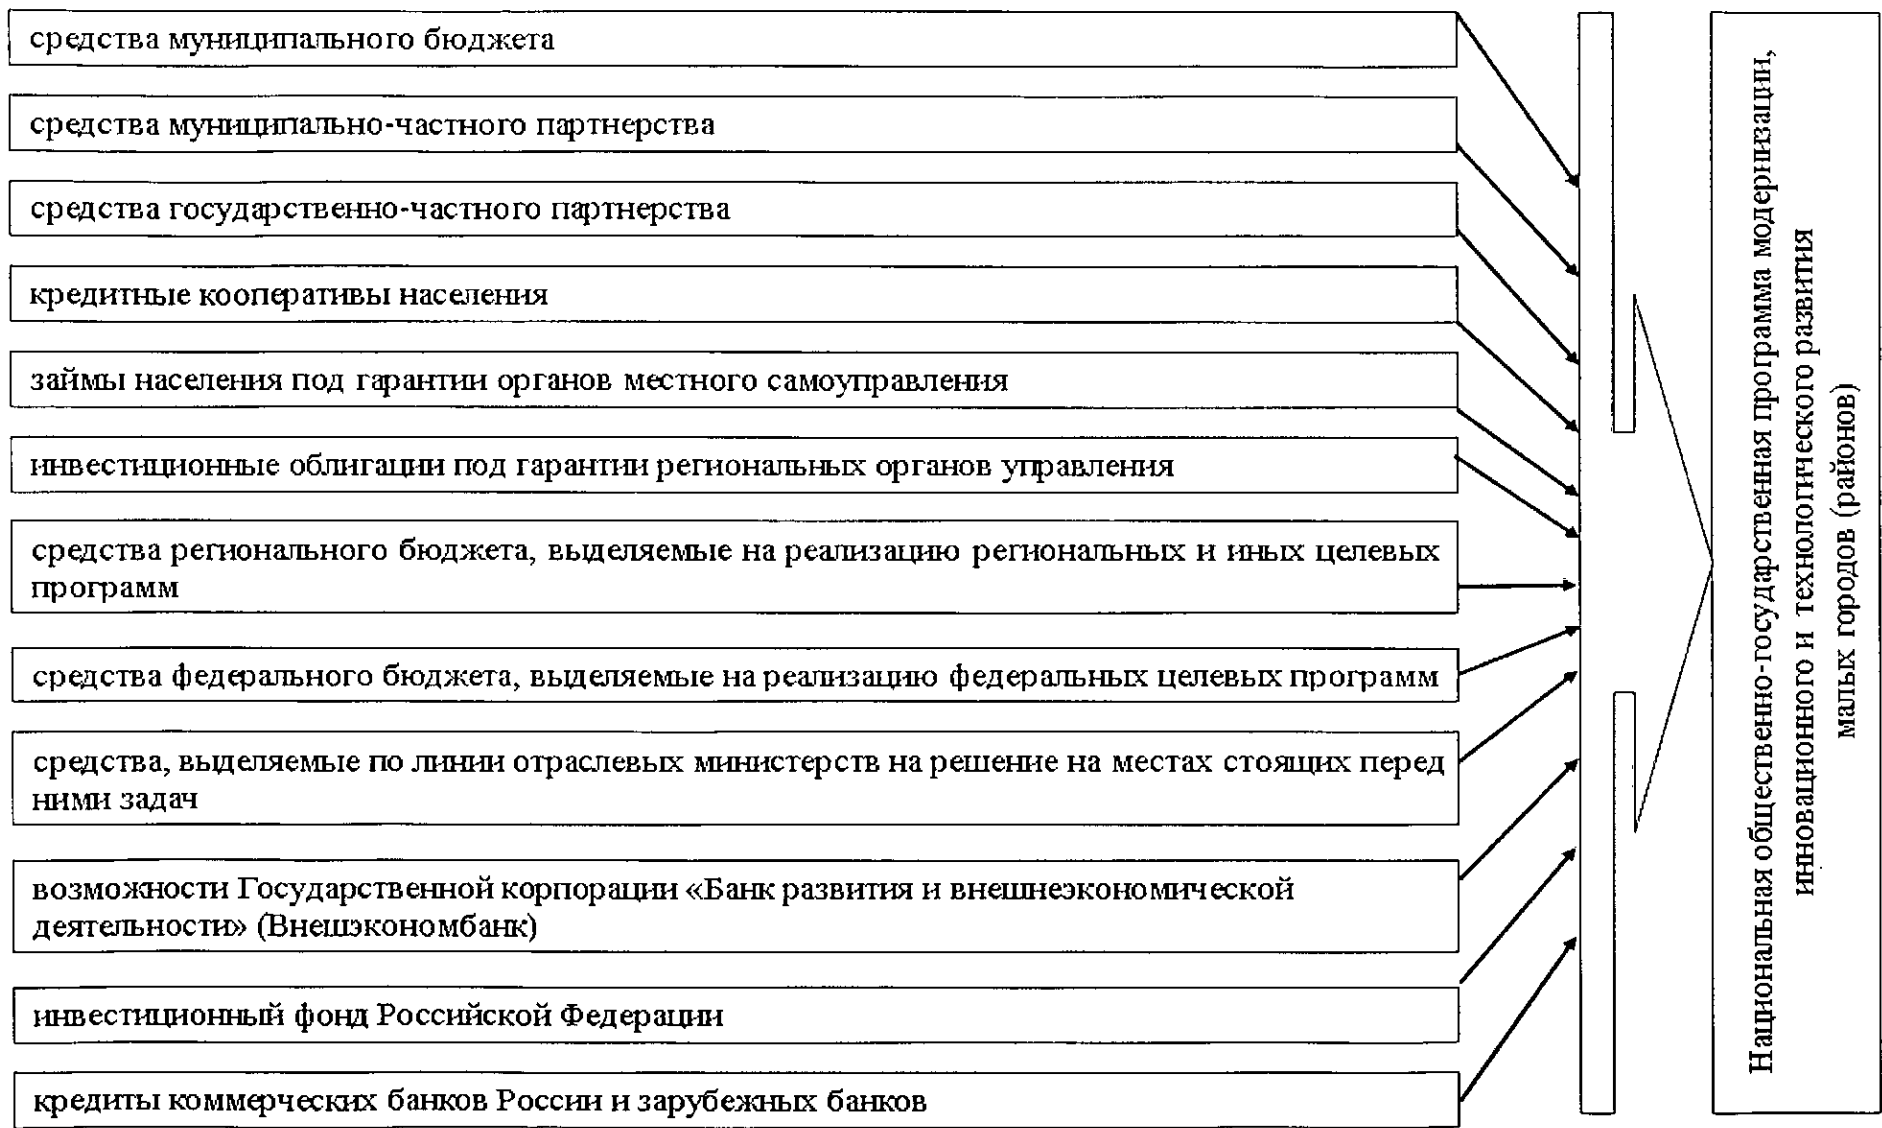 средства муниципального бюджета
средства муниципально-частного партнерства
средства государственно-частного партнерства
кредитные кооперативы населения
займы населения под гарантии органов местного самоуправления
инвестиционные облигации под гарантии региональных органов управления
средства регионального бюджета, выделяемые на реализацию региональных и иных целевых
программ
средства федерального бюджета, выделяемые на реализацию федеральных целевых программ
средства, выделяемые по линии отраслевых министерств на решение на местах стоящих перед
ними задач
возможности Государственной корпорации «Банк развития и внешнеэкономической
деятельности» (Внешэкономбанк)
инвестиционный фонд Российской Федерации
кредиты коммерческих банков России и зарубежных банков
Национальная общественно-государственная программа модернизации,
инновационного и технологического развития
малых городов (районов)